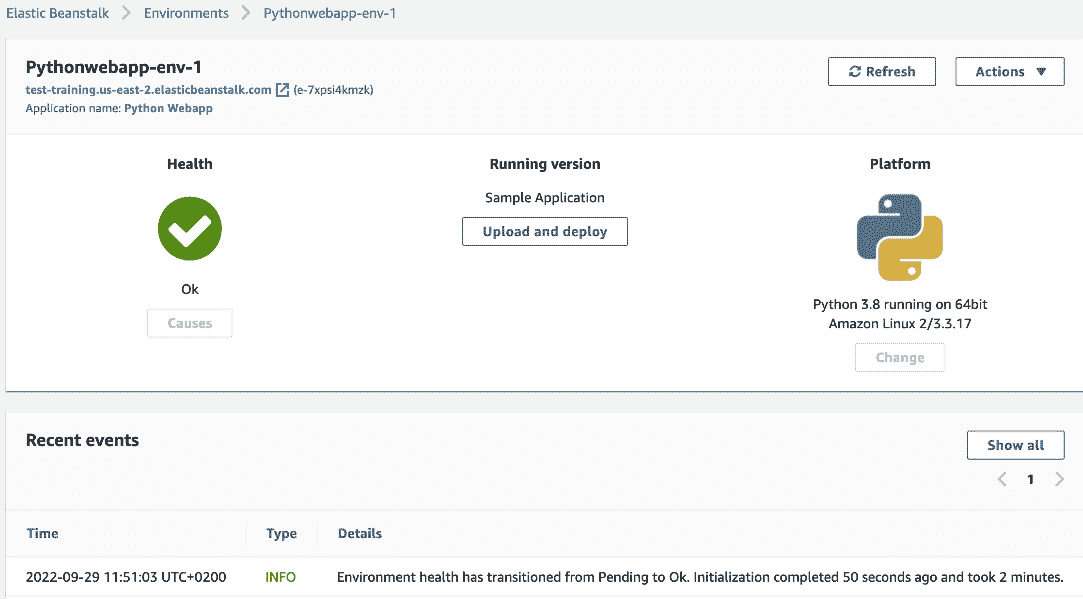 Elastic Beanstalk > Environments > Pythonwebapp-env-1
Pythonwebapp-env-1
Refresh
Actions
test-training.us-east-2.elasticbeanstalk.com (e-7xpsi4kmzk)
Application name: Python Webapp
Health
Running version
Platform
Sample Application
Upload and deploy
Ok
Causes
Python 3.8 running on 64bit
Amazon Linux 2/3.3.17
Change
Recent events
Show all
1
Time Type Details
2022-09-29 11:51:03 UTC+0200 INFO Environment health has transitioned from Pending to Ok. Initialization completed 50 seconds ago and took 2 minutes.